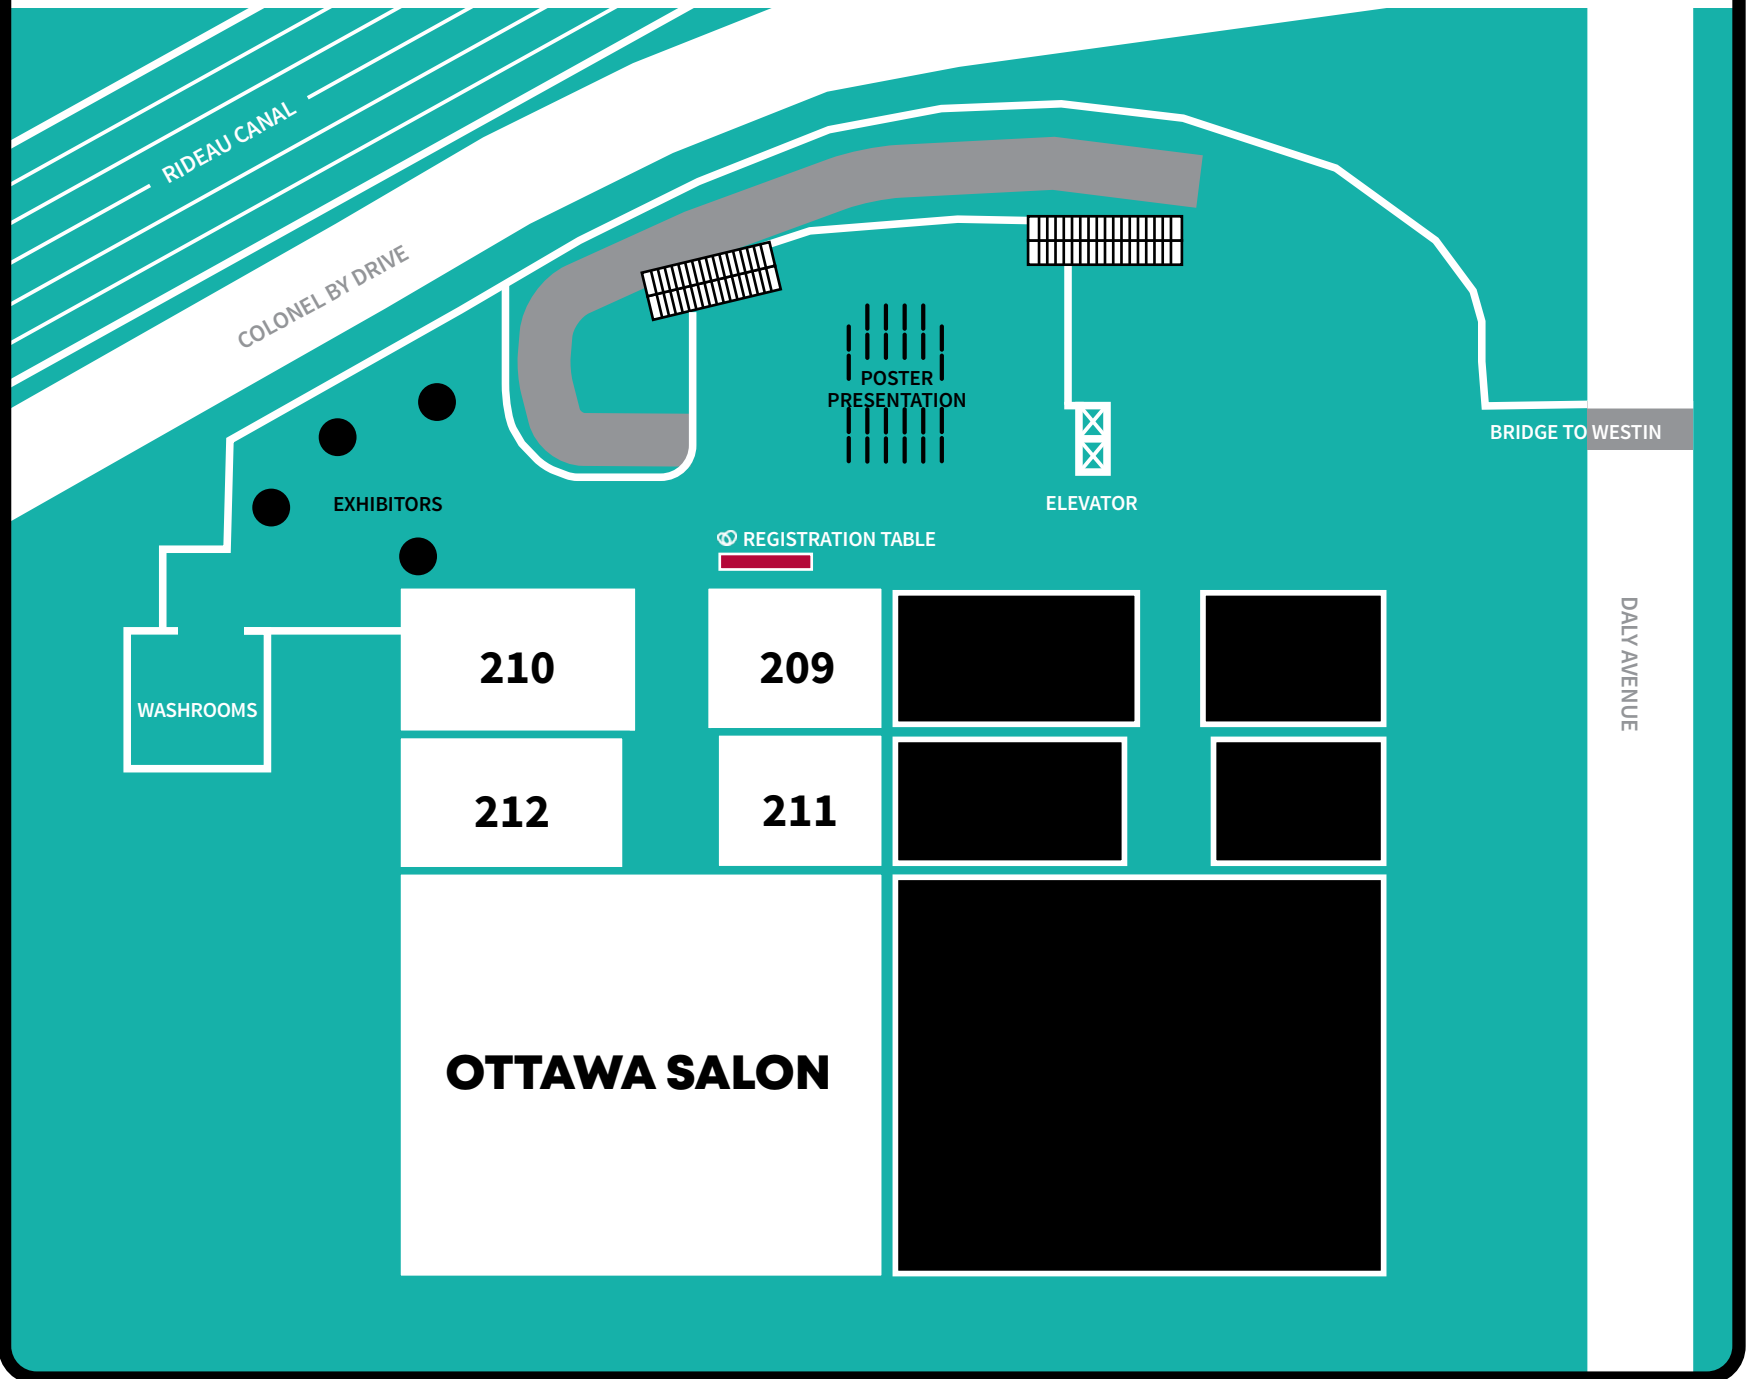 RIDEAU CANAL
COLONEL BY DRIVE
POSTER
PRESENTATION
BRIDGE TO WESTIN
EXHIBITORS
ELEVATOR
REGISTRATION TABLE
DALY AVENUE
210
209
WASHROOMS
212
211
OTTAWA SALON